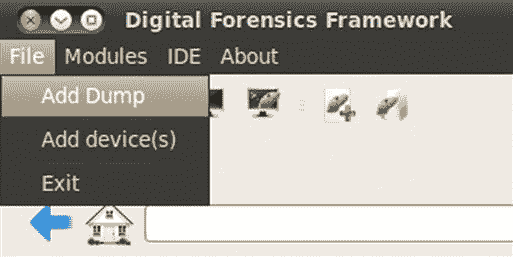 Digital Forensics Framework
File Modules IDE About
Add Dump
Add device(s)
Exit